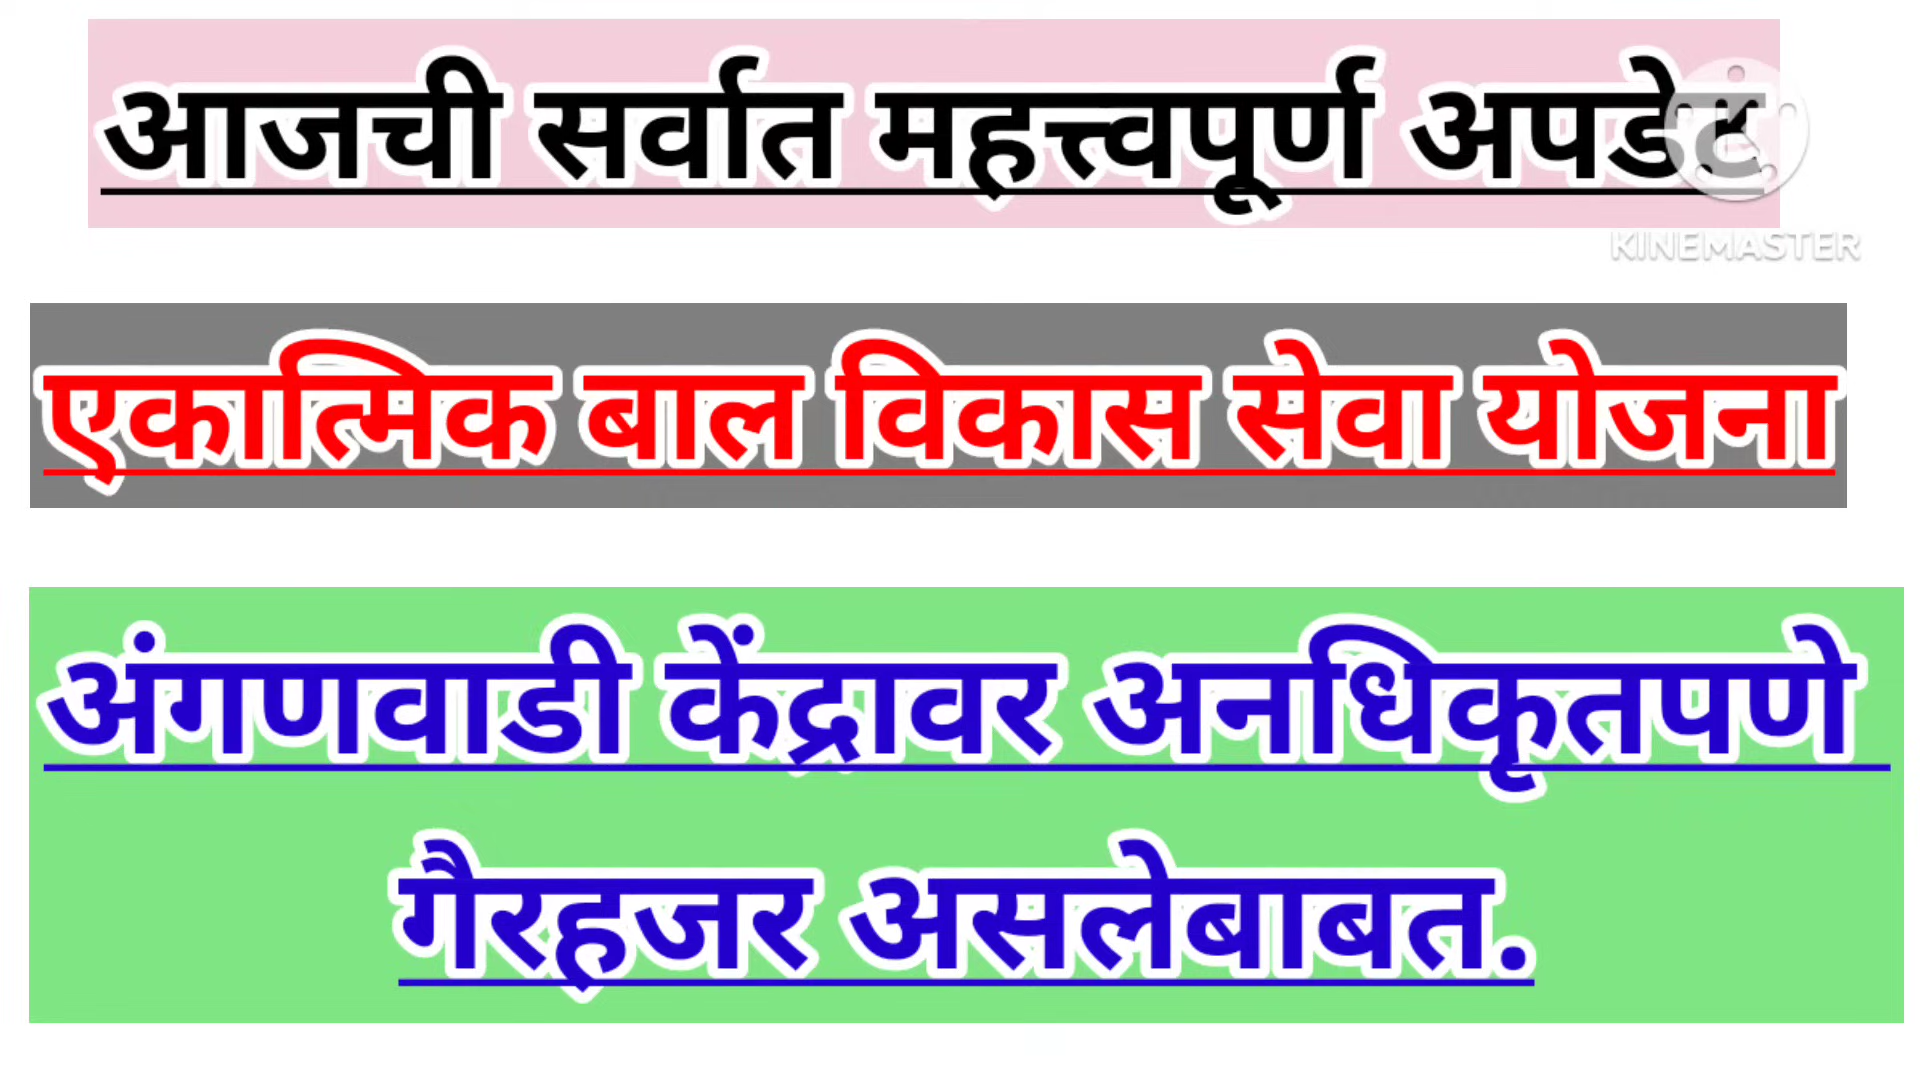 आजची सर्वात महत्त्वपूर्ण अपडेट
KINEMASTER
एकात्मिक बाल विकास सेवा योजना
अंगणवाडी केंद्रावर अनधिकृतपणे
गैरहजर असलेबाबत.